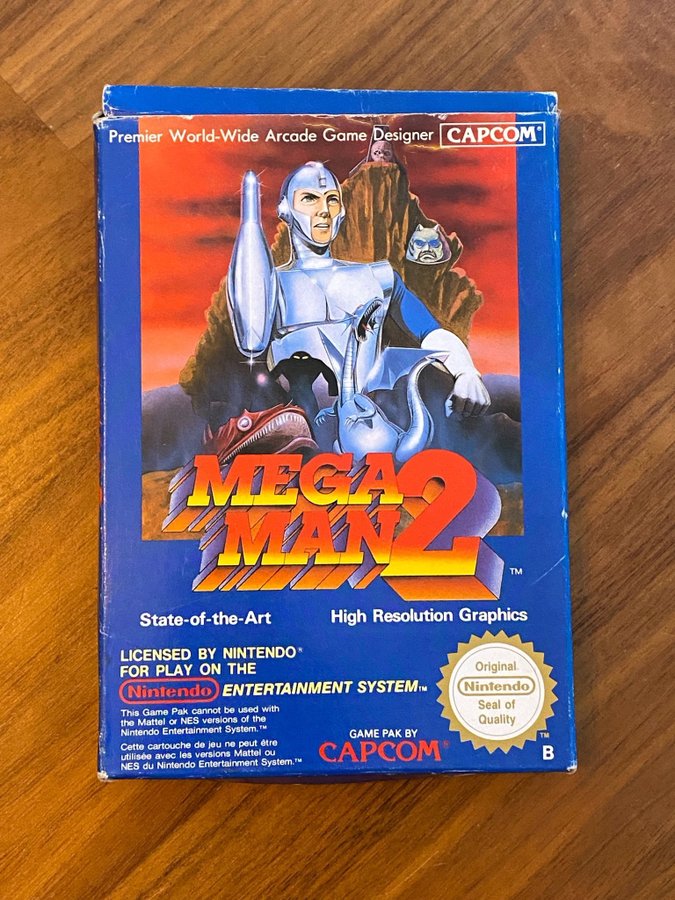 Premier World-Wide Arcade Game Designer CAPCOM®
MEGA
MAN 2™
State-of-the-Art High Resolution Graphics
LICENSED BY NINTENDO®
FOR PLAY ON THE
Nintendo ENTERTAINMENT SYSTEM™
This Game Pak cannot be used with
the Mattel or NES versions of the
Nintendo Entertainment System.™
Cette cartouche de jeu ne peut être
utilisée avec les versions Mattel ou
NES du Nintendo Entertainment System.™
GAME PAK BY
CAPCOM®
Original
Nintendo
Seal of
Quality
™
B